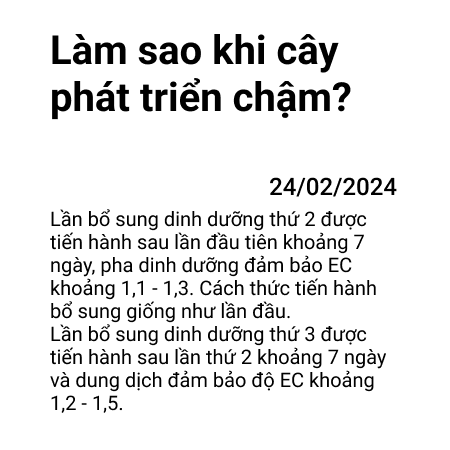 Làm sao khi cây
phát triển chậm?
24/02/2024
Lần bổ sung dinh dưỡng thứ 2 được
tiến hành sau lần đầu tiên khoảng 7
ngày, pha dinh dưỡng đảm bảo EC
khoảng 1,1 - 1,3. Cách thức tiến hành
bổ sung giống như lần đầu.
Lần bổ sung dinh dưỡng thứ 3 được
tiến hành sau lần thứ 2 khoảng 7 ngày
và dung dịch đảm bảo độ EC khoảng
1,2 - 1,5.